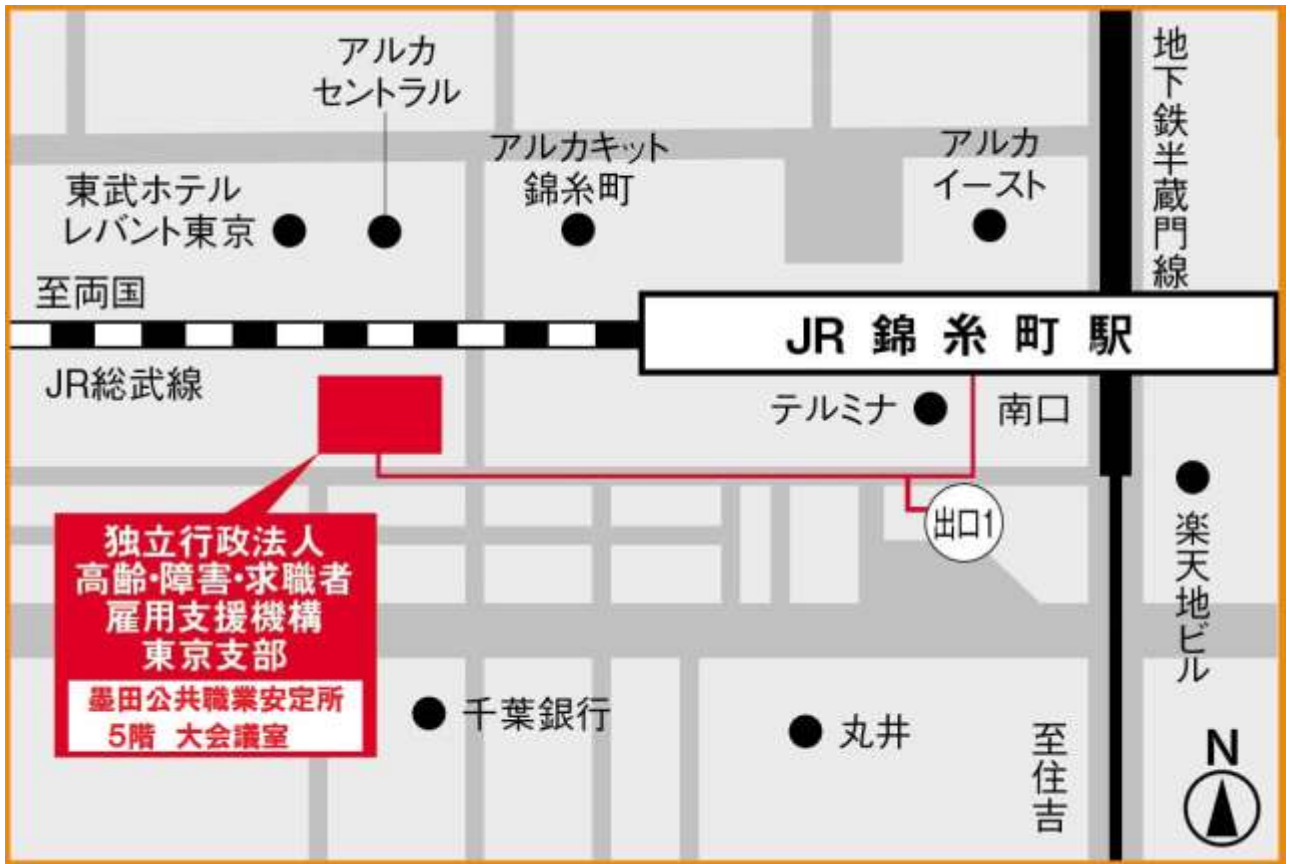 アルカ
セントラル
アルカキット
錦糸町
アルカ
イースト
地下鉄半蔵門線
東武ホテル
レバント東京
至両国
JR錦糸町駅
JR総武線
テルミナ
南口
出口1
楽天地ビル
独立行政法人
高齢・障害・求職者
雇用支援機構
東京支部
墨田公共職業安定所
5階 大会議室
千葉銀行
丸井
至住吉
N